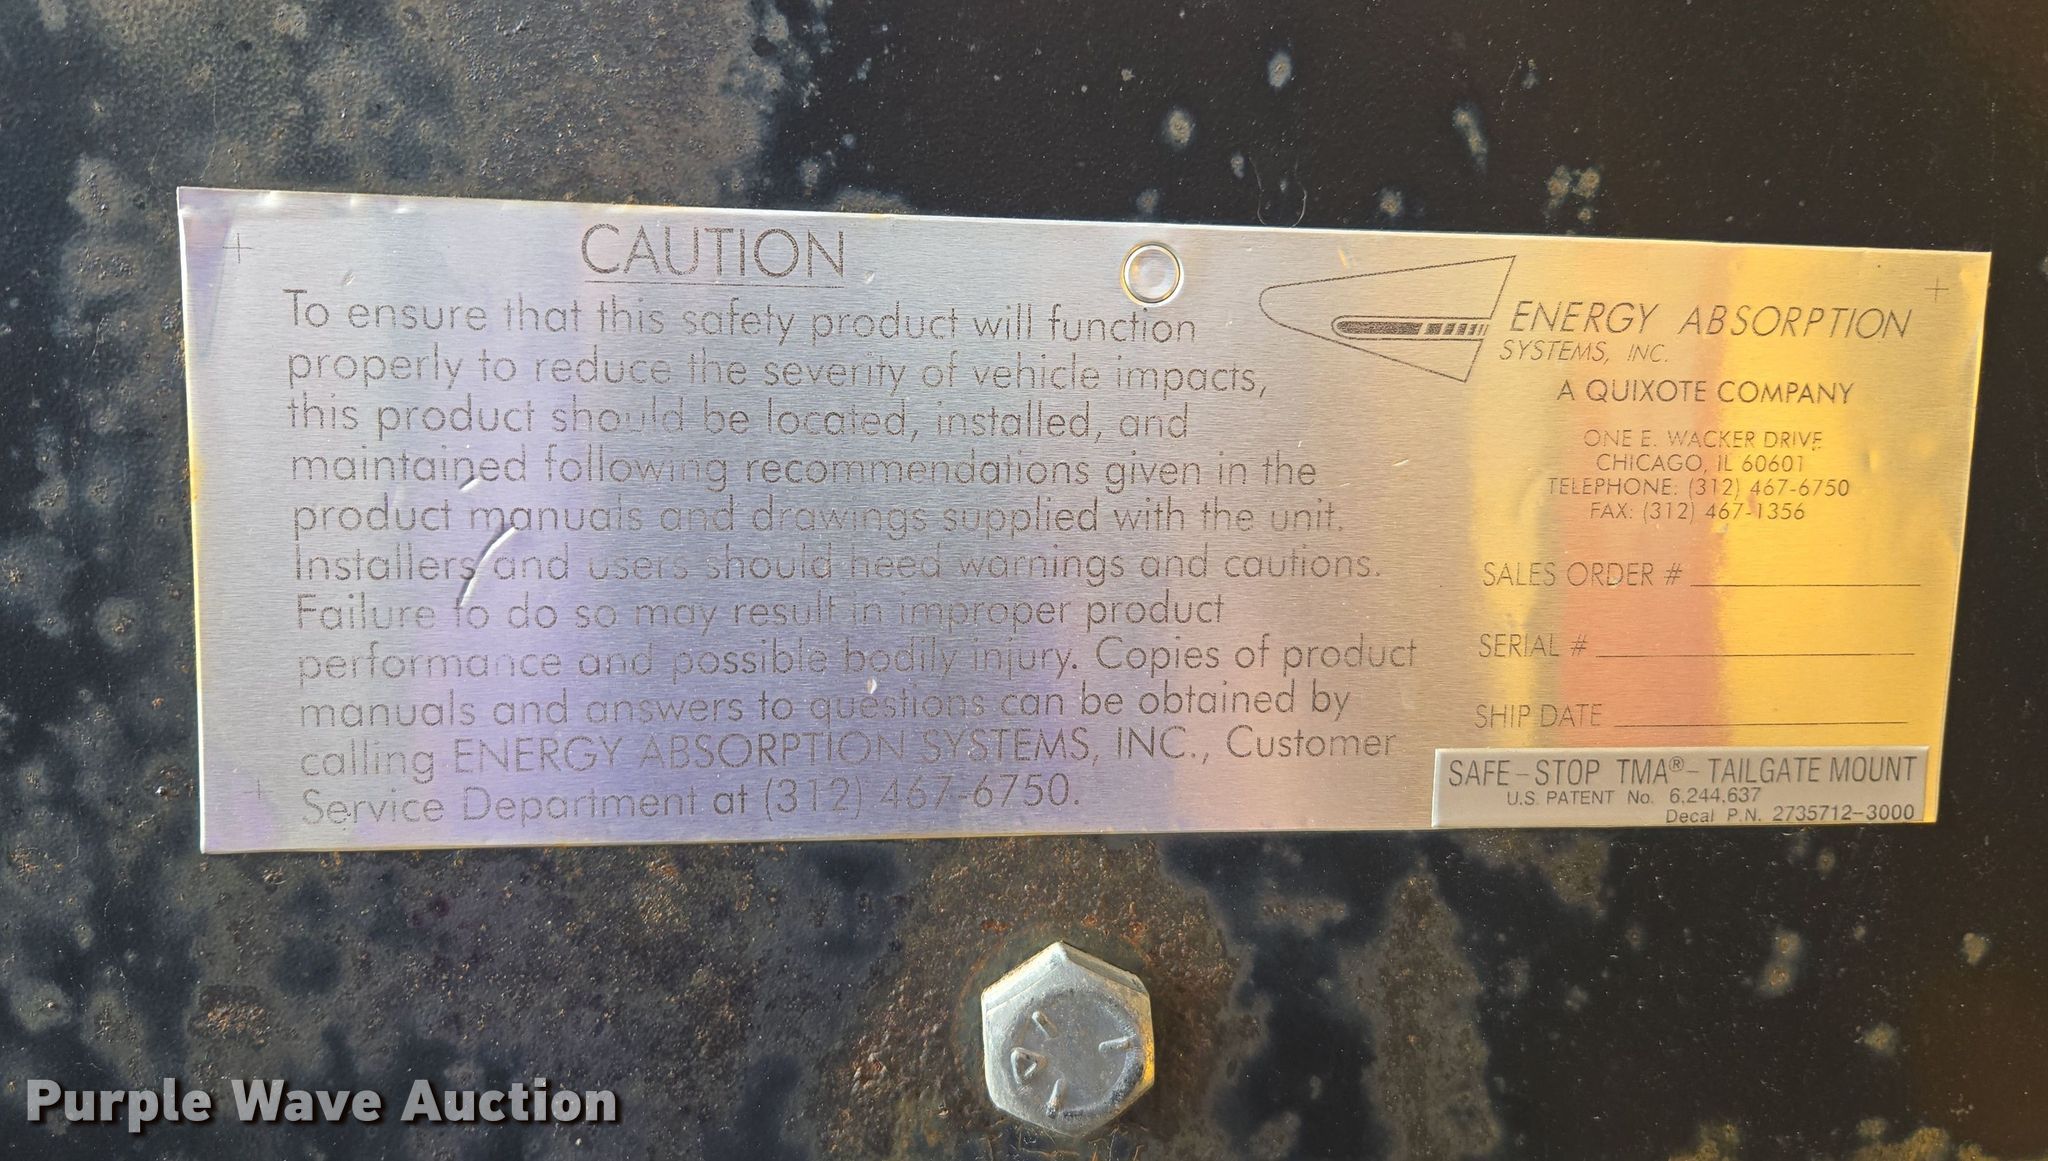 CAUTION
To ensure that this safety product will function
properly to reduce the severity of vehicle impacts,
this product should be located, installed, and
maintained following recommendations given in the
product manuals and drawings supplied with the unit.
Installers and users should heed warnings and cautions.
Failure to do so may result in improper product
performance and possible bodily injury. Copies of product
manuals and answers to questions can be obtained by
calling ENERGY ABSORPTION SYSTEMS, INC., Customer
Service Department at (312) 467-6750.
ENERGY ABSORPTION
SYSTEMS, INC.
A QUIXOTE COMPANY
ONE E. WACKER DRIVE
CHICAGO, IL 60601
TELEPHONE: (312) 467-6750
FAX: (312) 467-1356
SALES ORDER #
SERIAL #
SHIP DATE
SAFE-STOP TMA®-TAILGATE MOUNT
U.S. PATENT No. 6,244,637
Decal P.N. 2735712-3000
Purple Wave Auction